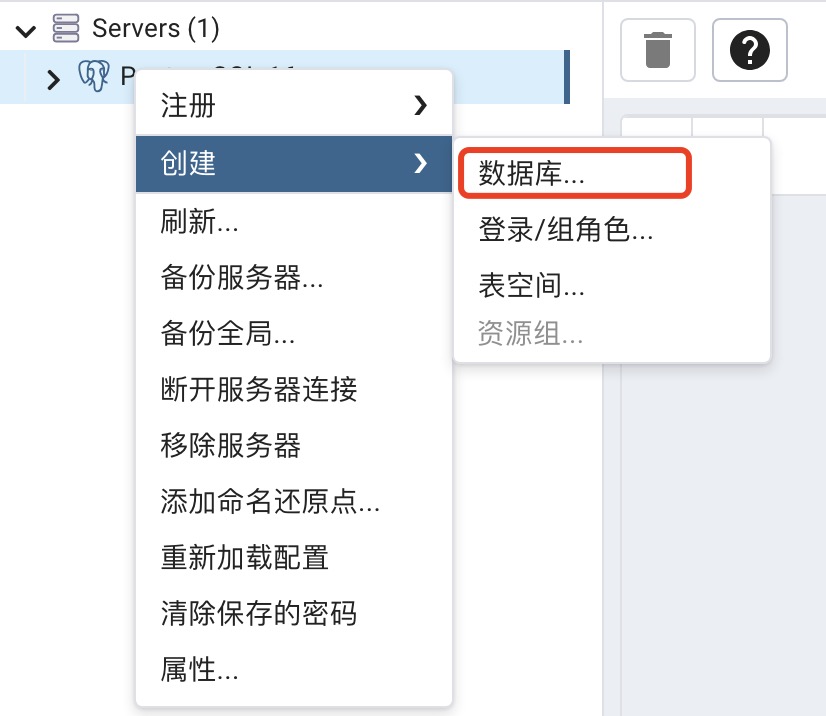 Servers (1)
注册
创建
数据库...
刷新...
登录/组角色...
备份服务器...
表空间...
备份全局...
资源组...
断开服务器连接
移除服务器
添加命名还原点...
重新加载配置
清除保存的密码
属性...